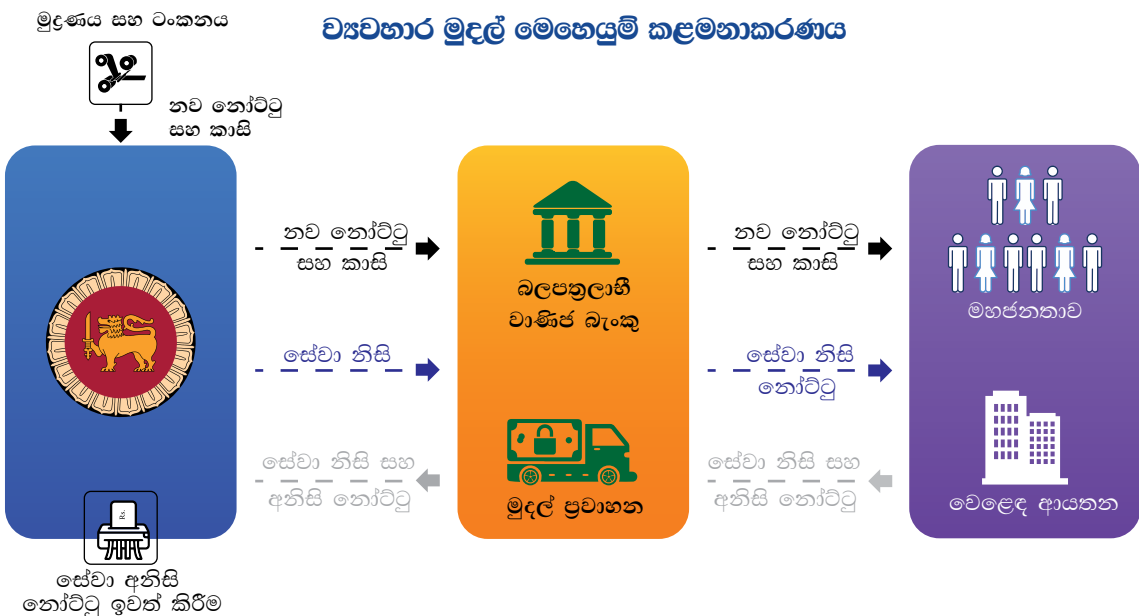 මුද්‍රණය සහ ටංකනය
ව්‍යවහාර මුදල් මෙහෙයුම් කළමනාකරණය
නව නෝට්ටු
සහ කාසි
නව නෝට්ටු
සහ කාසි
සේවා නිසි
සේවා නිසි සහ
අනිසි නෝට්ටු
Rs.
සේවා අනිසි
නෝට්ටු ඉවත් කිරීම
බලපත්‍රලාභී
වාණිජ බැංකු
මුදල් ප්‍රවාහන
නව නෝට්ටු
සහ කාසි
සේවා නිසි
නෝට්ටු
සේවා නිසි සහ
අනිසි නෝට්ටු
මහජනතාව
වෙළෙඳ ආයතන